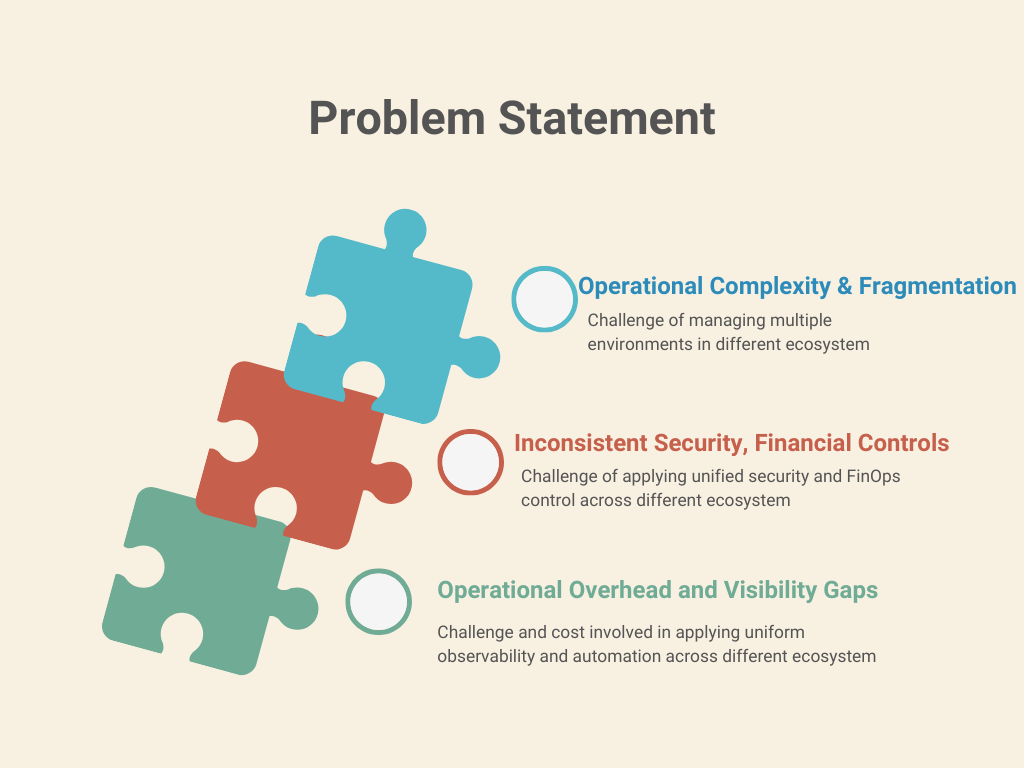 Problem Statement
Operational Complexity & Fragmentation
Challenge of managing multiple
environments in different ecosystem
Inconsistent Security, Financial Controls
Challenge of applying unified security and FinOps
control across different ecosystem
Operational Overhead and Visibility Gaps
Challenge and cost involved in applying uniform
observability and automation across different ecosystem